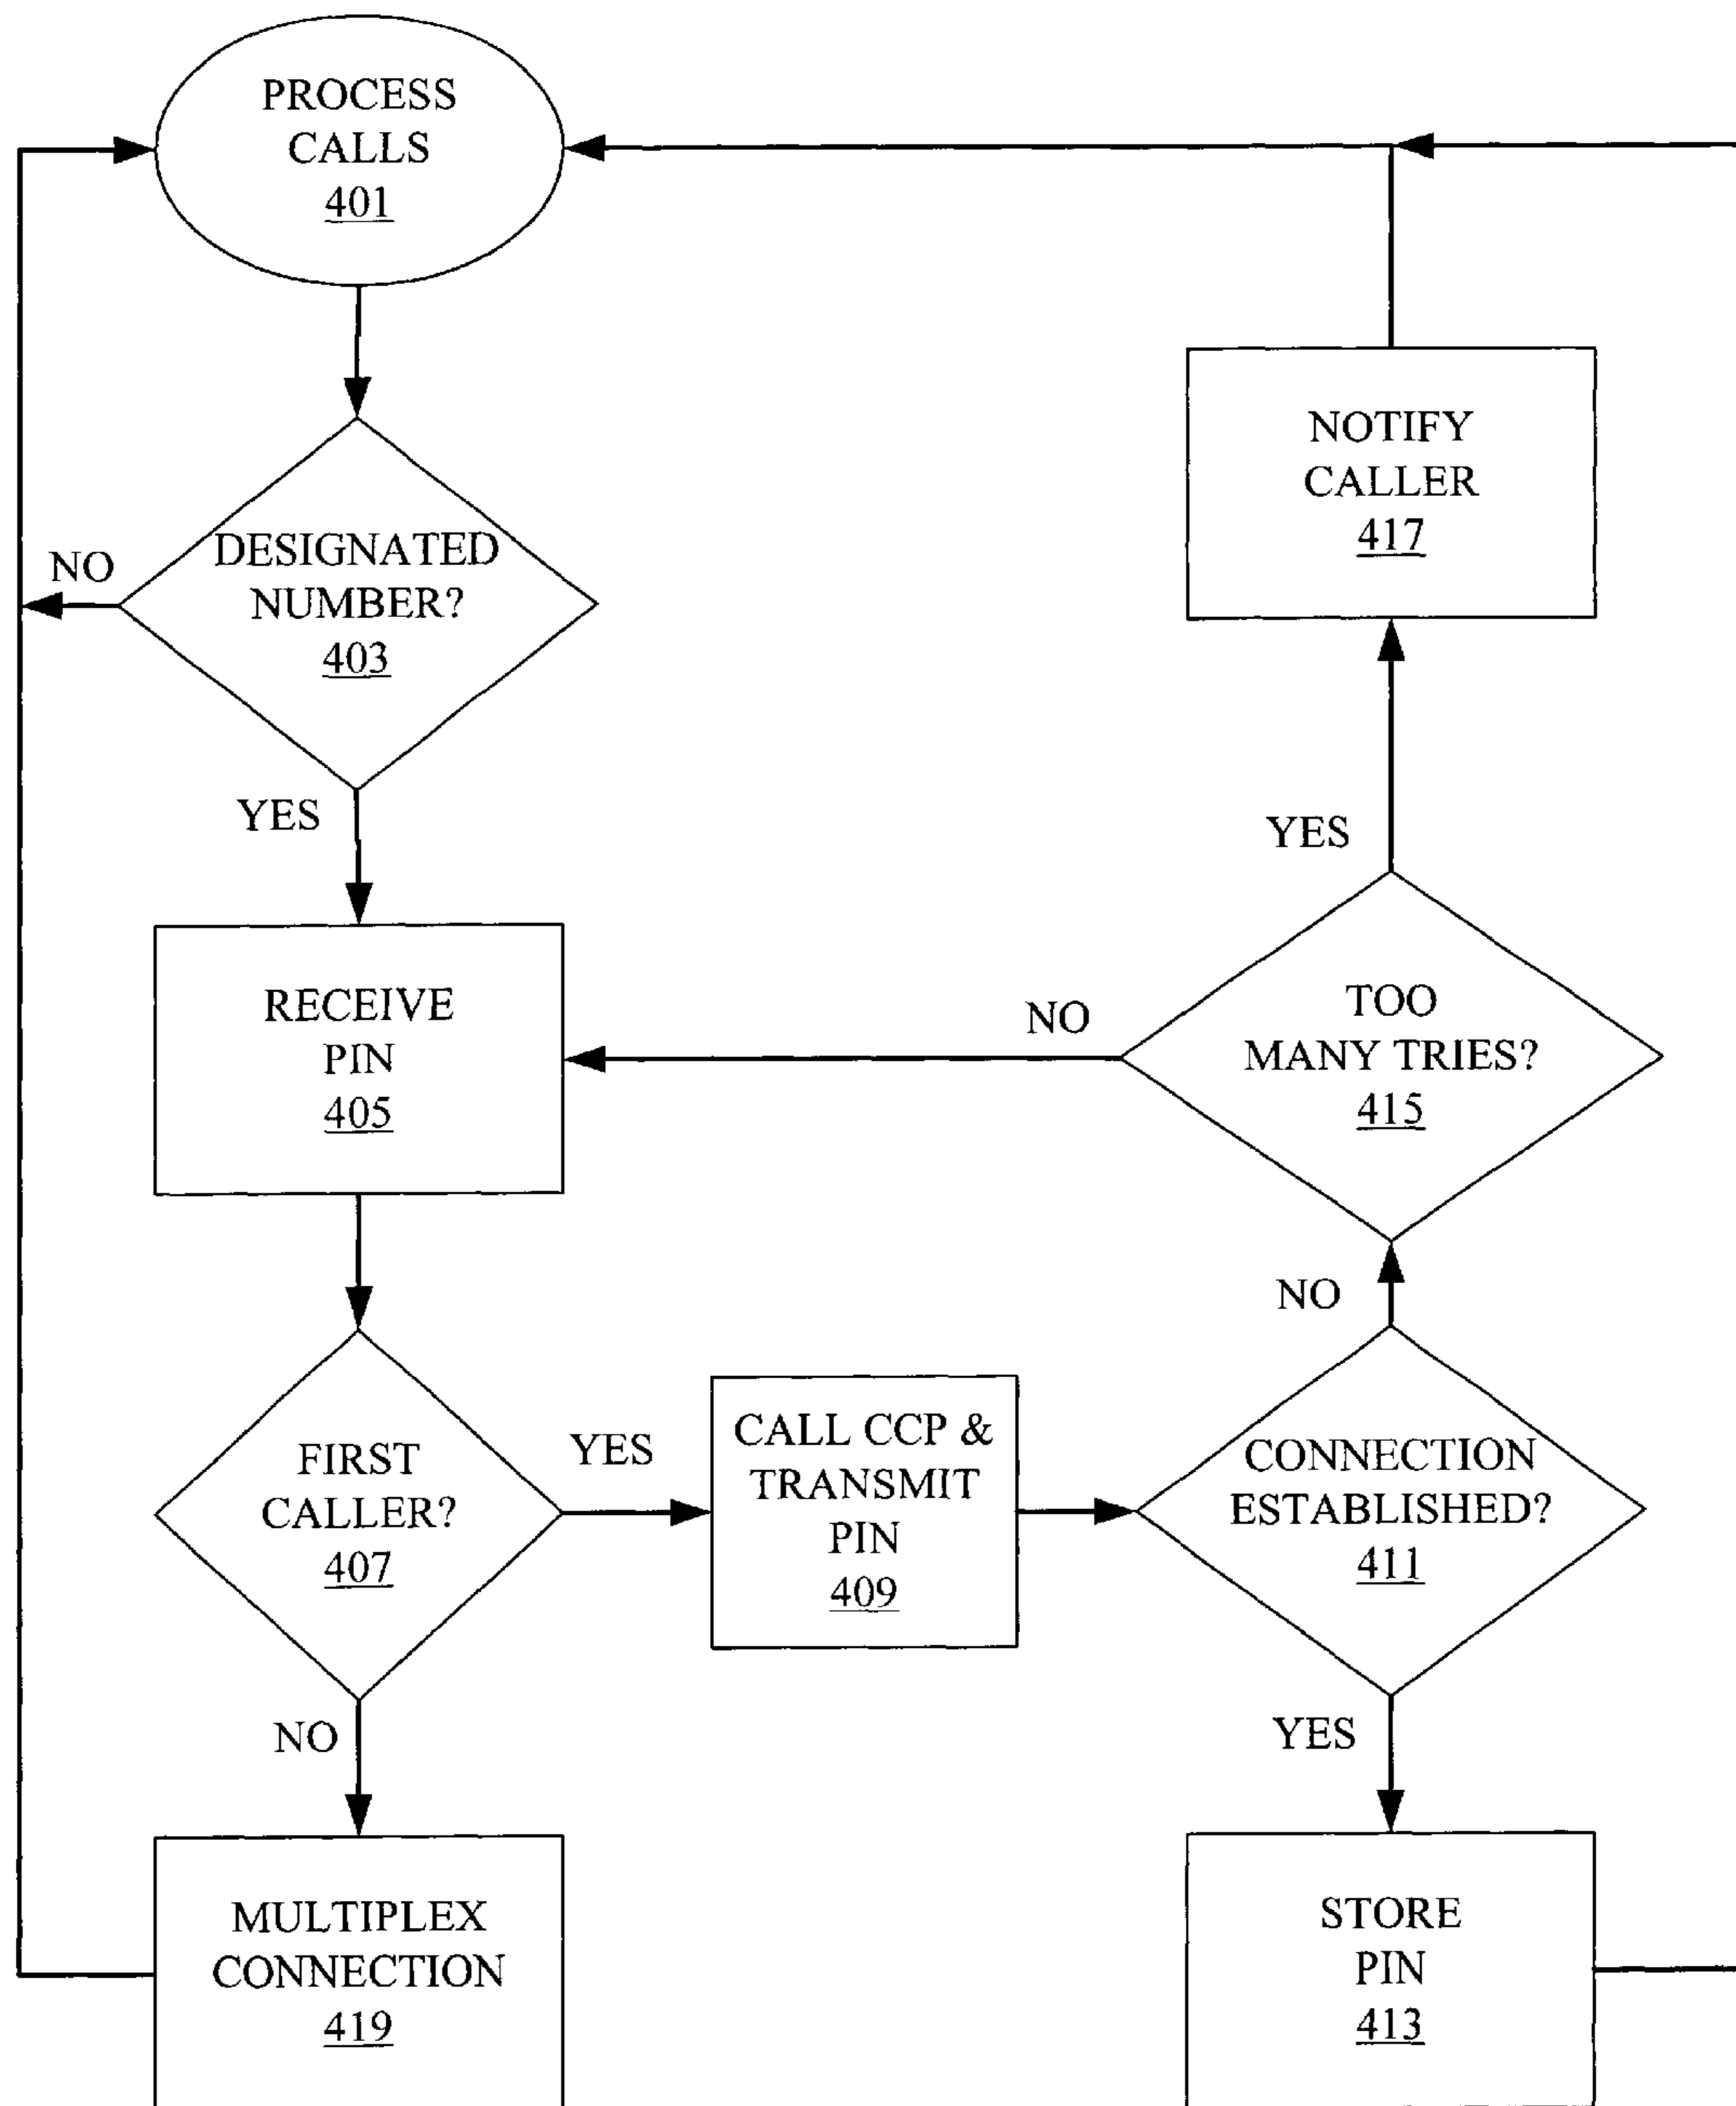 PROCESS
CALLS
401
NO
DESIGNATED
NUMBER?
403
YES
RECEIVE
PIN
405
FIRST
CALLER?
407
YES
NO
MULTIPLEX
CONNECTION
419
CALL CCP &
TRANSMIT
PIN
409
CONNECTION
ESTABLISHED?
411
NO
YES
STORE
PIN
413
TOO
MANY TRIES?
415
NO
YES
NOTIFY
CALLER
417